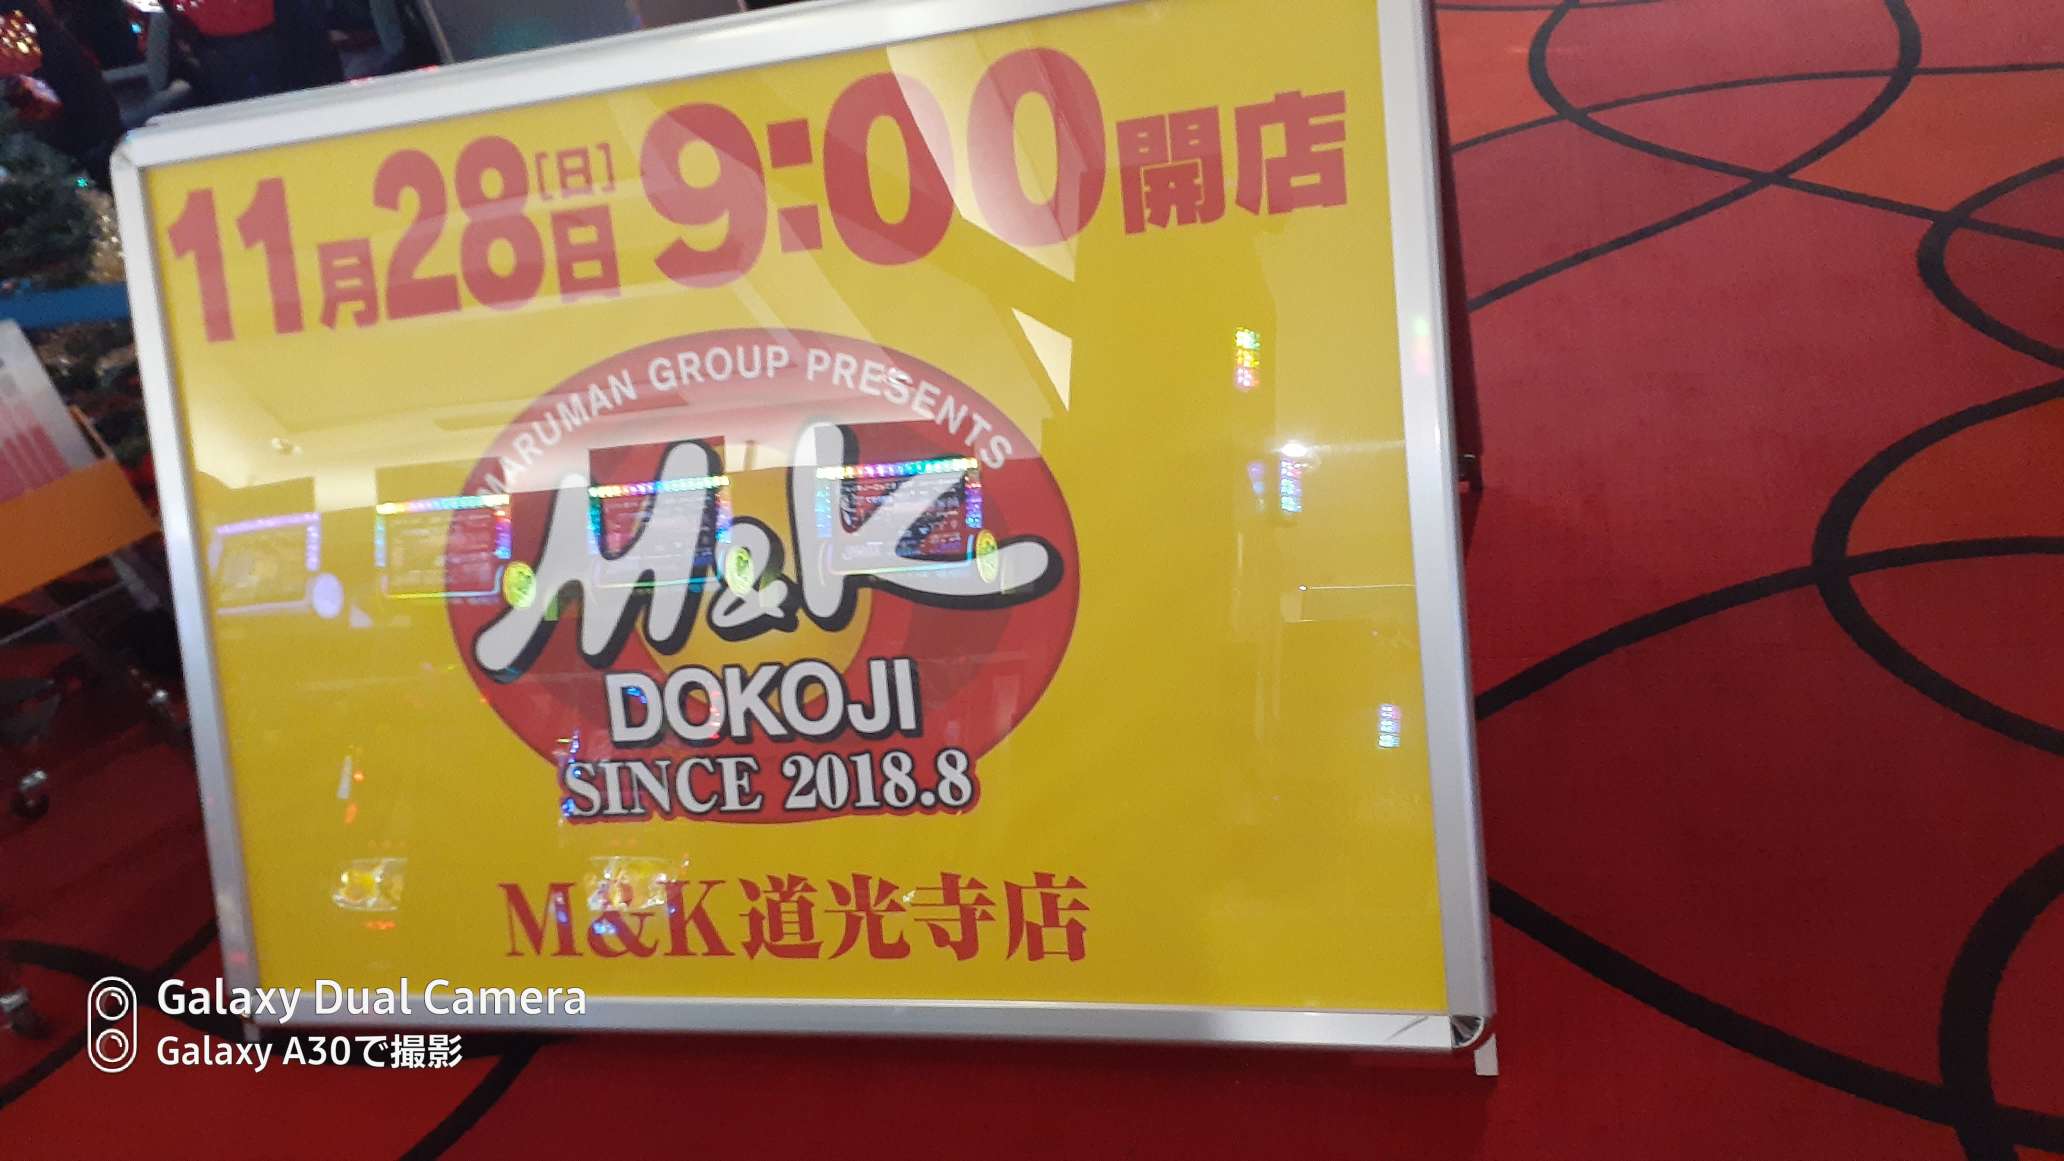 11月28日[日] 9:00開店
MARUMAN GROUP PRESENTS
M&K
DOKOJI
SINCE 2018.8
M&K道光寺店
Galaxy Dual Camera
Galaxy A30で撮影